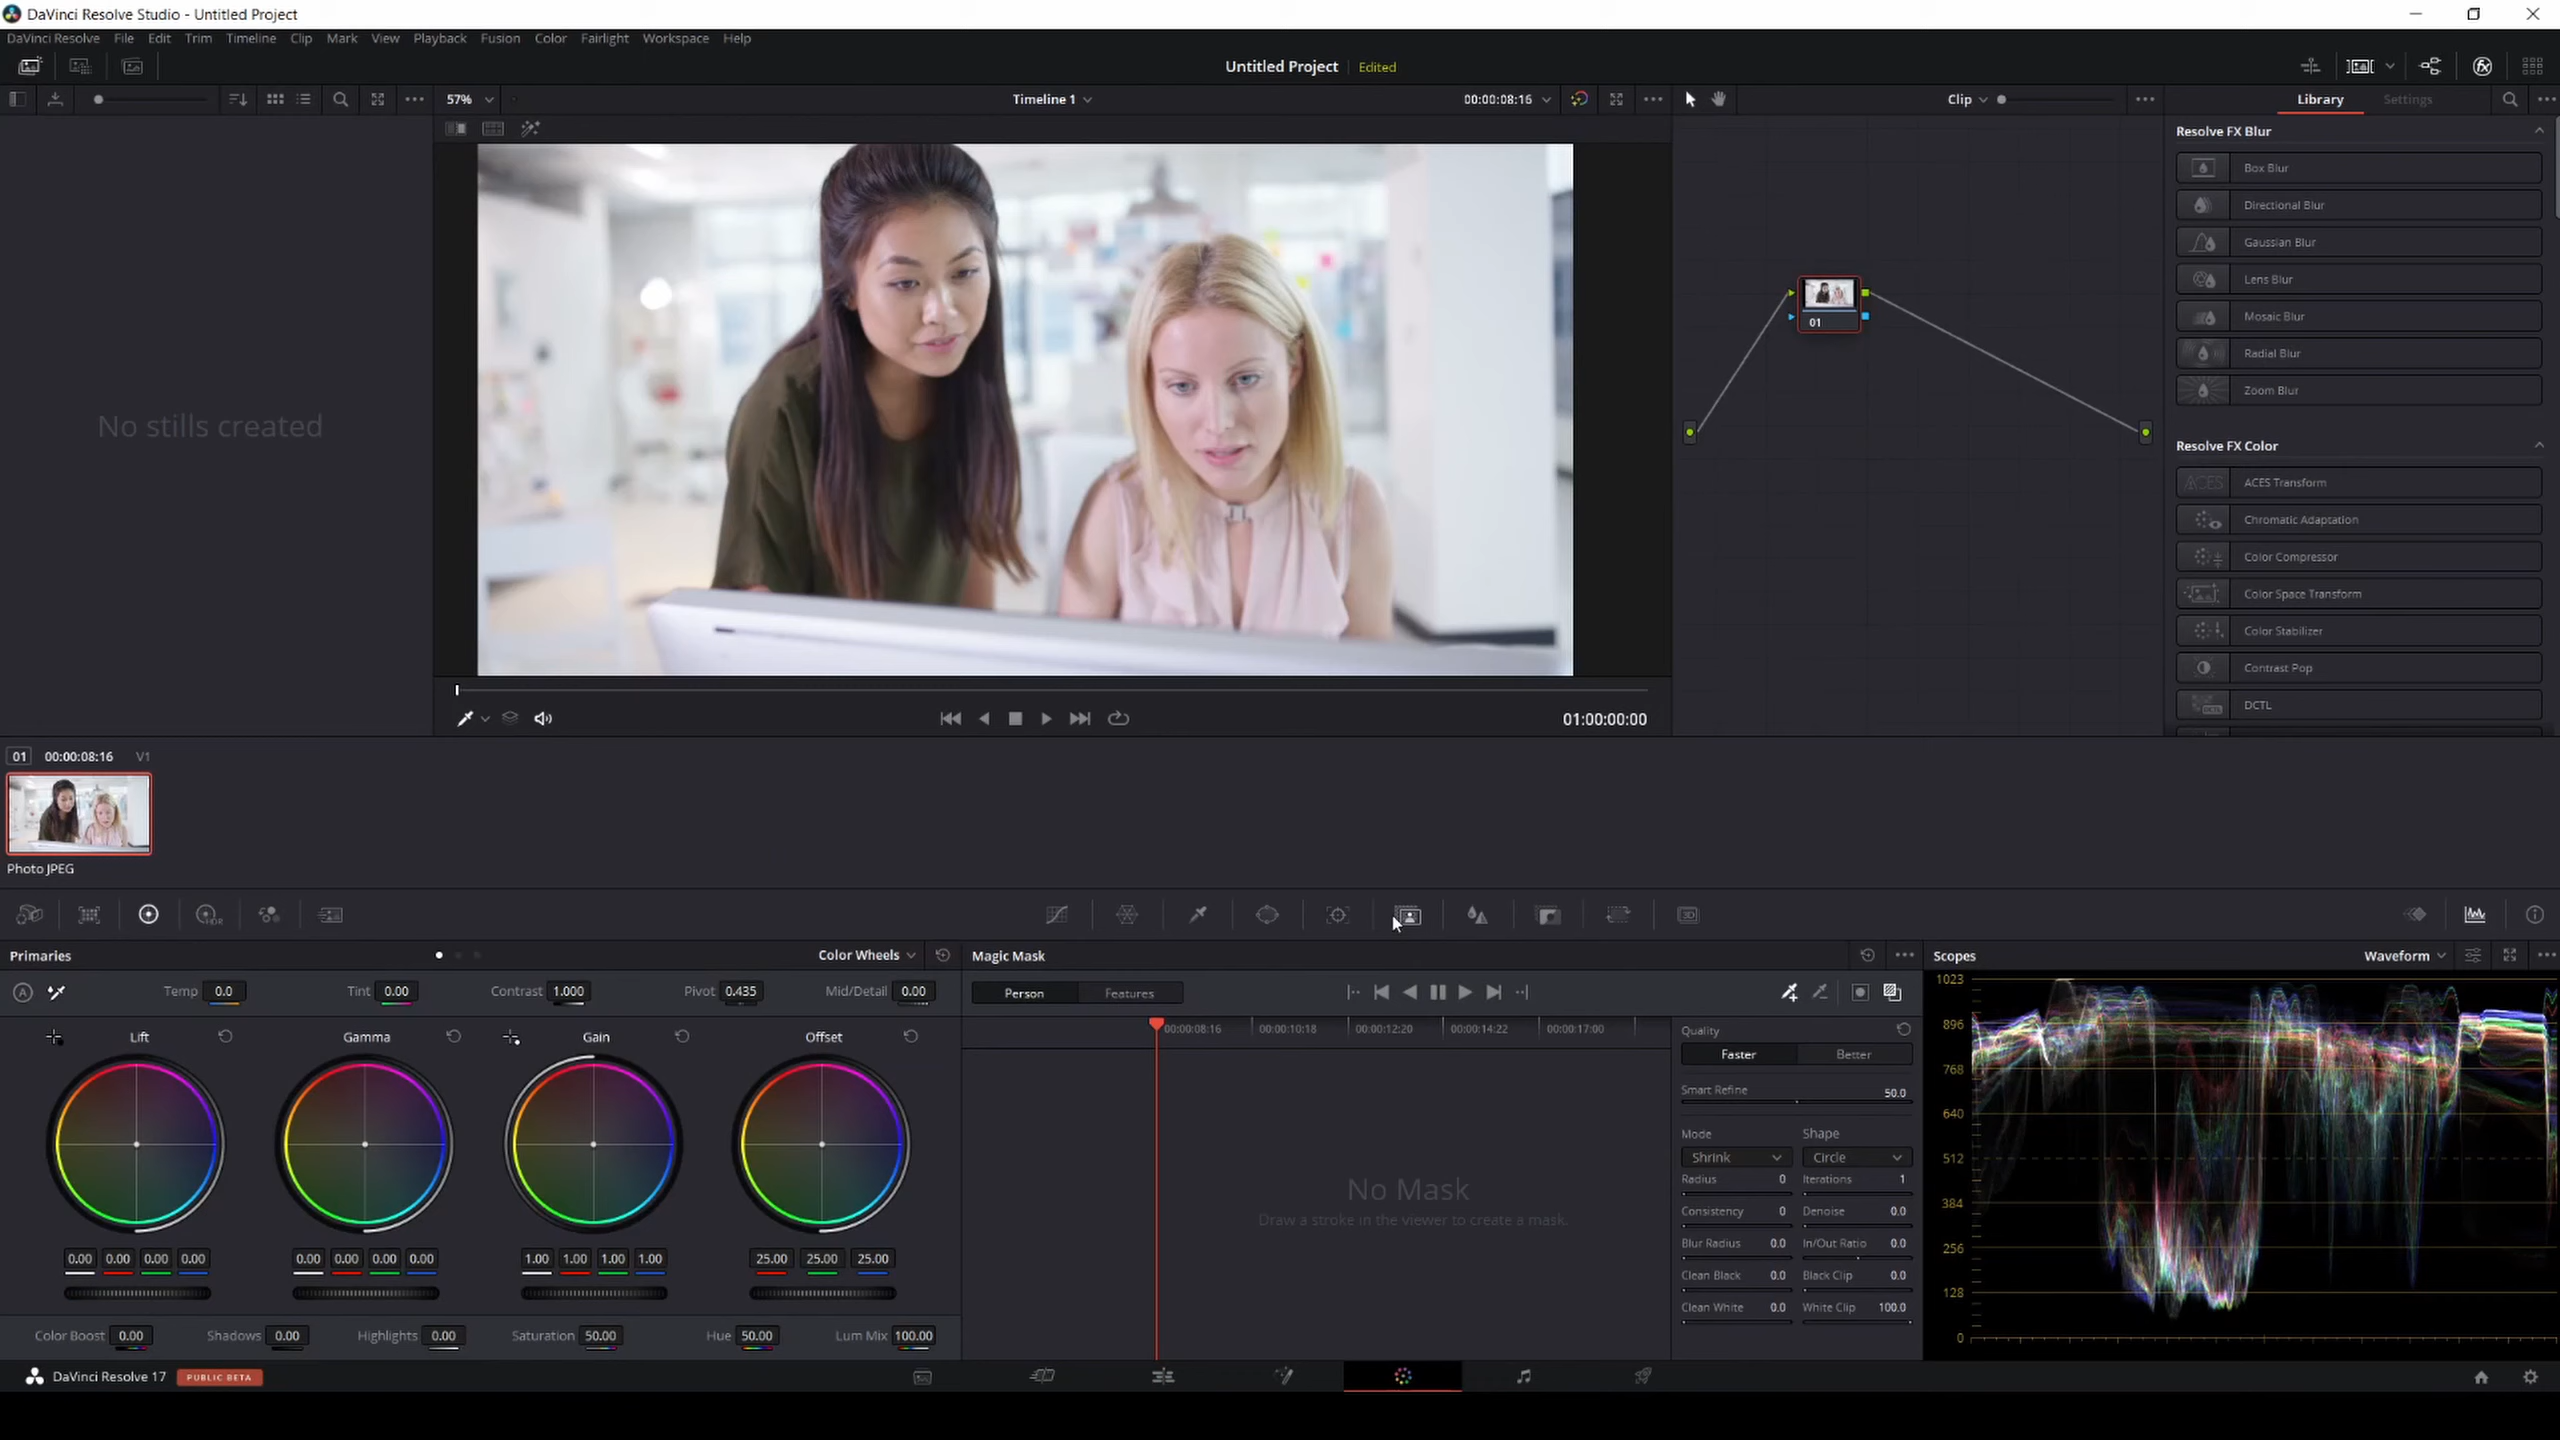 DaVinci Resolve Studio - Untitled Project
DaVinci Resolve File Edit Trim Timeline Clip Mark View Playback Fusion Color Fairlight Workspace Help
Untitled Project Edited
57% Timeline 1 00:00:08:16 Clip Library Settings
Resolve FX Blur
Box Blur
Directional Blur
Gaussian Blur
Lens Blur
Mosaic Blur
Radial Blur
Zoom Blur
No stills created
01
Resolve FX Color
ACES ACES Transform
Chromatic Adaptation
Color Compressor
Color Space Transform
Color Stabilizer
Contrast Pop
DCTL DCTL
01:00:00:00
01 00:00:08:16 V1
Photo JPEG
HDR 3D
Primaries Color Wheels Magic Mask Scopes Waveform
A Temp 0.0 Tint 0.00 Contrast 1.000 Pivot 0.435 Mid/Detail 0.00
Person Features
Lift Gamma Gain Offset
00:00:08:16 00:00:10:18 00:00:12:20 00:00:14:22 00:00:17:00
Quality
Faster Better
Smart Refine 50.0
Mode Shape
Shrink Circle
Radius 0 Iterations 1
Consistency 0 Denoise 0.0
Blur Radius 0.0 In/Out Ratio 0.0
Clean Black 0.0 Black Clip 0.0
Clean White 0.0 White Clip 100.0
No Mask
Draw a stroke in the viewer to create a mask.
1023
896
768
640
512
384
256
128
0
0.00 0.00 0.00 0.00 0.00 0.00 0.00 0.00 1.00 1.00 1.00 1.00 25.00 25.00 25.00
Color Boost 0.00 Shadows 0.00 Highlights 0.00 Saturation 50.00 Hue 50.00 Lum Mix 100.00
DaVinci Resolve 17 PUBLIC BETA